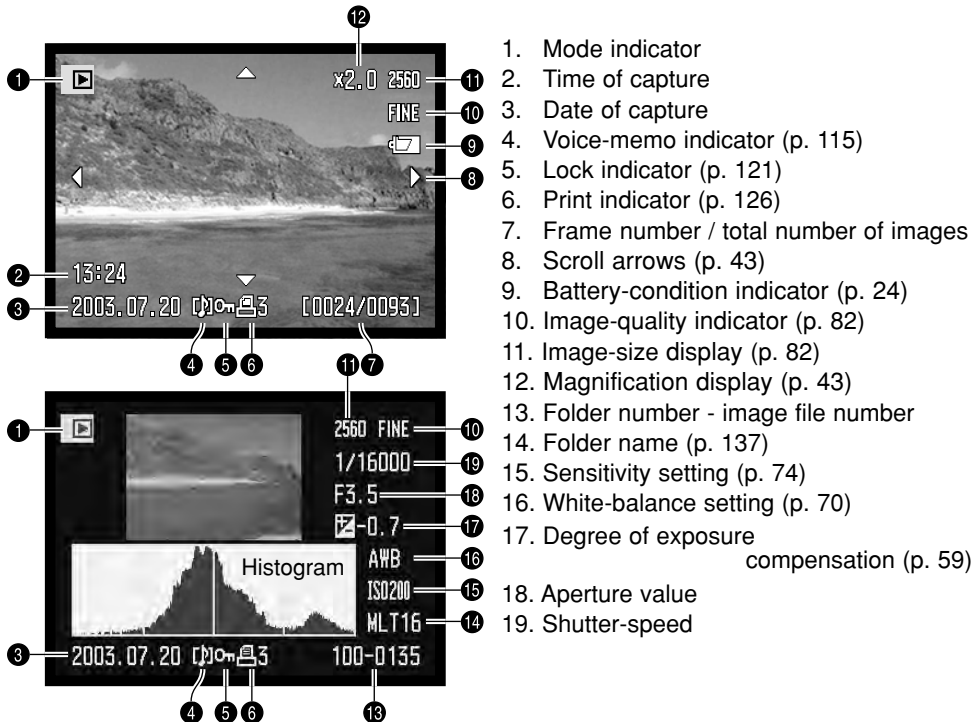 12
1
x2.0 2560
11
FINE
10
9
8
2
13:24
3
2003.07.20
3
[0024/0093]
4
5
6
7
11
1
2560 FINE
10
1/16000
19
F3.5
18
-0.7
17
Histogram
AWB
16
ISO200
15
MLT16
14
3
2003.07.20
3
100-0135
4
5
6
13
1. Mode indicator
2. Time of capture
3. Date of capture
4. Voice-memo indicator (p. 115)
5. Lock indicator (p. 121)
6. Print indicator (p. 126)
7. Frame number / total number of images
8. Scroll arrows (p. 43)
9. Battery-condition indicator (p. 24)
10. Image-quality indicator (p. 82)
11. Image-size display (p. 82)
12. Magnification display (p. 43)
13. Folder number - image file number
14. Folder name (p. 137)
15. Sensitivity setting (p. 74)
16. White-balance setting (p. 70)
17. Degree of exposure
compensation (p. 59)
18. Aperture value
19. Shutter-speed